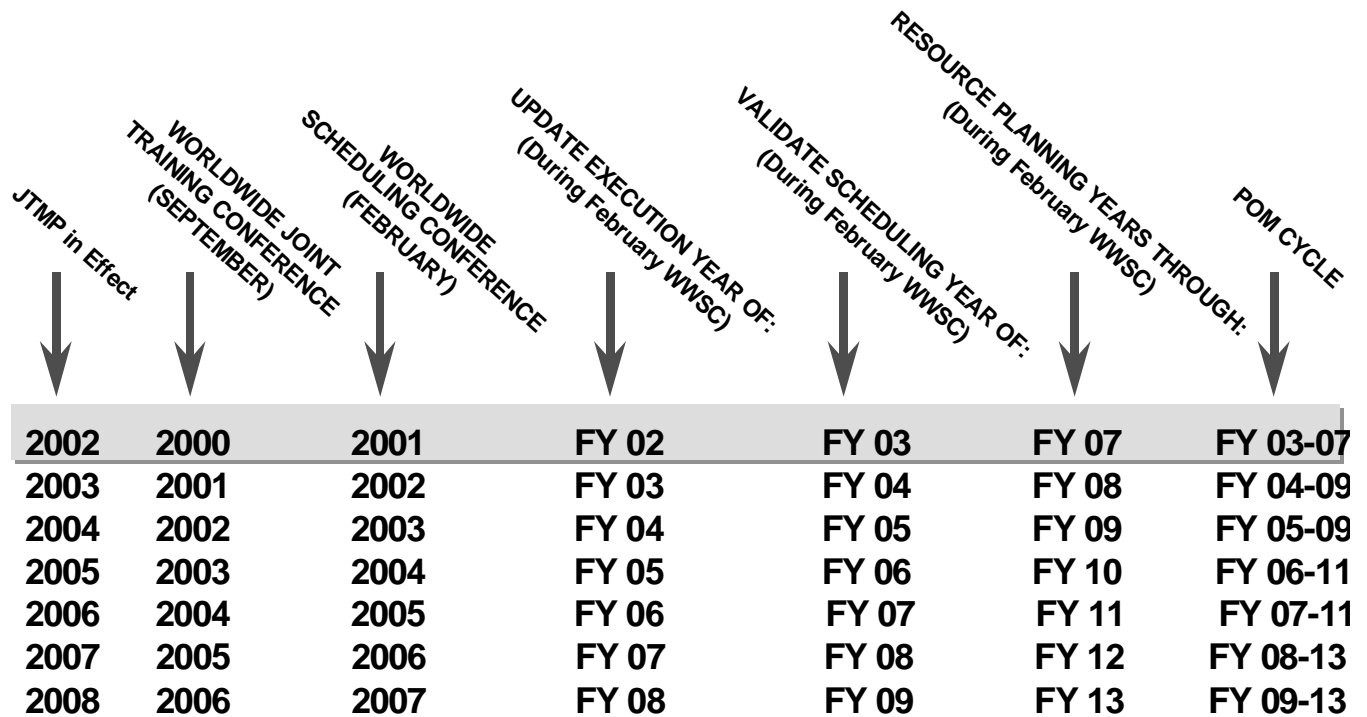 JTMP in Effect
WORLDWIDE JOINT
TRAINING CONFERENCE
(SEPTEMBER)
WORLDWIDE
SCHEDULING CONFERENCE
(FEBRUARY)
UPDATE EXECUTION YEAR OF:
(During February WWSC)
VALIDATE SCHEDULING YEAR OF:
(During February WWSC)
RESOURCE PLANNING YEARS THROUGH:
(During February WWSC)
POM CYCLE
2002 2000 2001 FY 02 FY 03 FY 07 FY 03-07
2003 2001 2002 FY 03 FY 04 FY 08 FY 04-09
2004 2002 2003 FY 04 FY 05 FY 09 FY 05-09
2005 2003 2004 FY 05 FY 06 FY 10 FY 06-11
2006 2004 2005 FY 06 FY 07 FY 11 FY 07-11
2007 2005 2006 FY 07 FY 08 FY 12 FY 08-13
2008 2006 2007 FY 08 FY 09 FY 13 FY 09-13